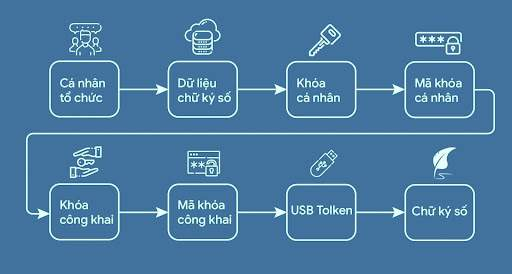 Cá nhân
tổ chức
Dữ liệu
chữ ký số
Khóa
cá nhân
Mã khóa
cá nhân
Khóa
công khai
Mã khóa
công khai
USB Tolken
Chữ ký số